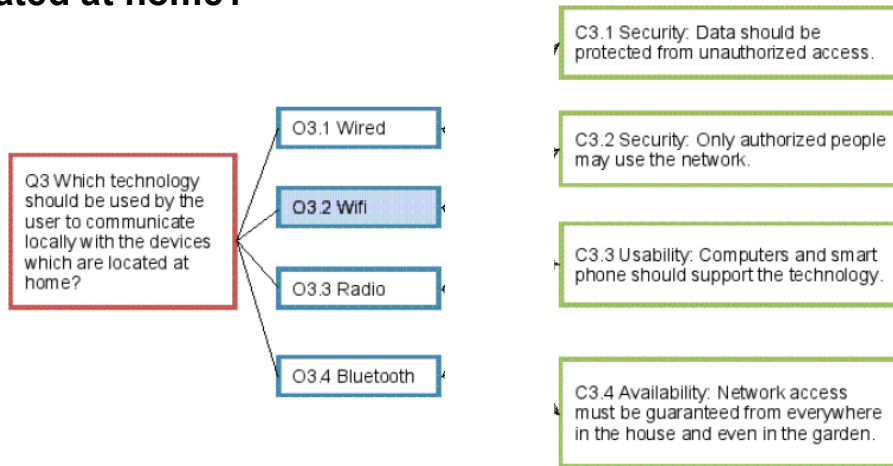 ated at home?
Q3 Which technology
should be used by the
user to communicate
locally with the devices
which are located at
home?
O3.1 Wired
O3.2 Wifi
O3.3 Radio
O3.4 Bluetooth
C3.1 Security: Data should be
protected from unauthorized access.
C3.2 Security: Only authorized people
may use the network.
C3.3 Usability: Computers and smart
phone should support the technology.
C3.4 Availability: Network access
must be guaranteed from everywhere
in the house and even in the garden.